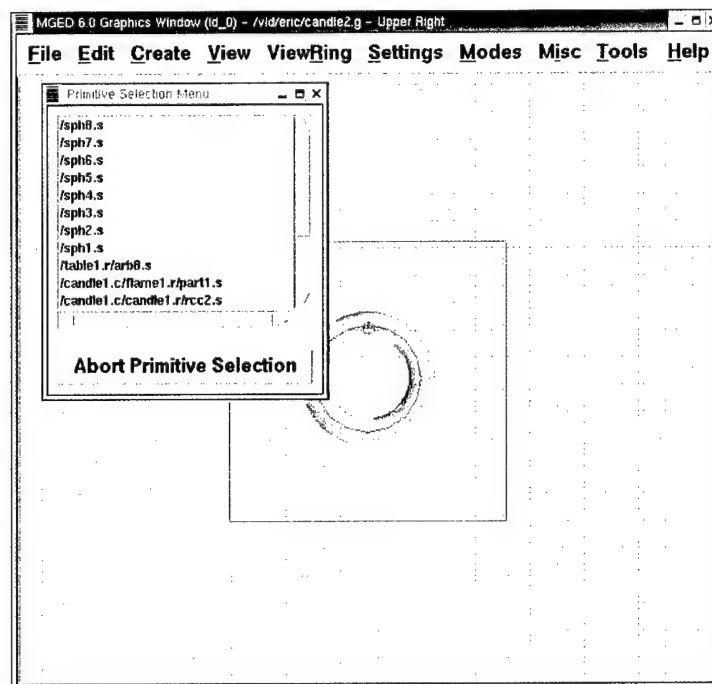 MGED 6.0 Graphics Window (id_0) - /vld/eric/candle2.g - Upper Right
File Edit Create View ViewRing Settings Modes Misc Tools Help
Primitive Selection Menu
/sph8.s
/sph7.s
/sph6.s
/sph5.s
/sph4.s
/sph3.s
/sph2.s
/sph1.s
/table1.r/arb8.s
/candle1.c/flame1.r/part1.s
/candle1.c/candle1.r/rcc2.s
Abort Primitive Selection